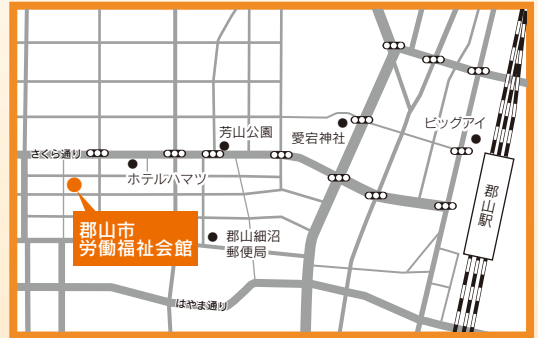 芳山公園
愛宕神社
ビッグアイ
さくら通り
ホテルハマツ
郡山駅
郡山市
労働福祉会館
郡山細沼
郵便局
はやま通り